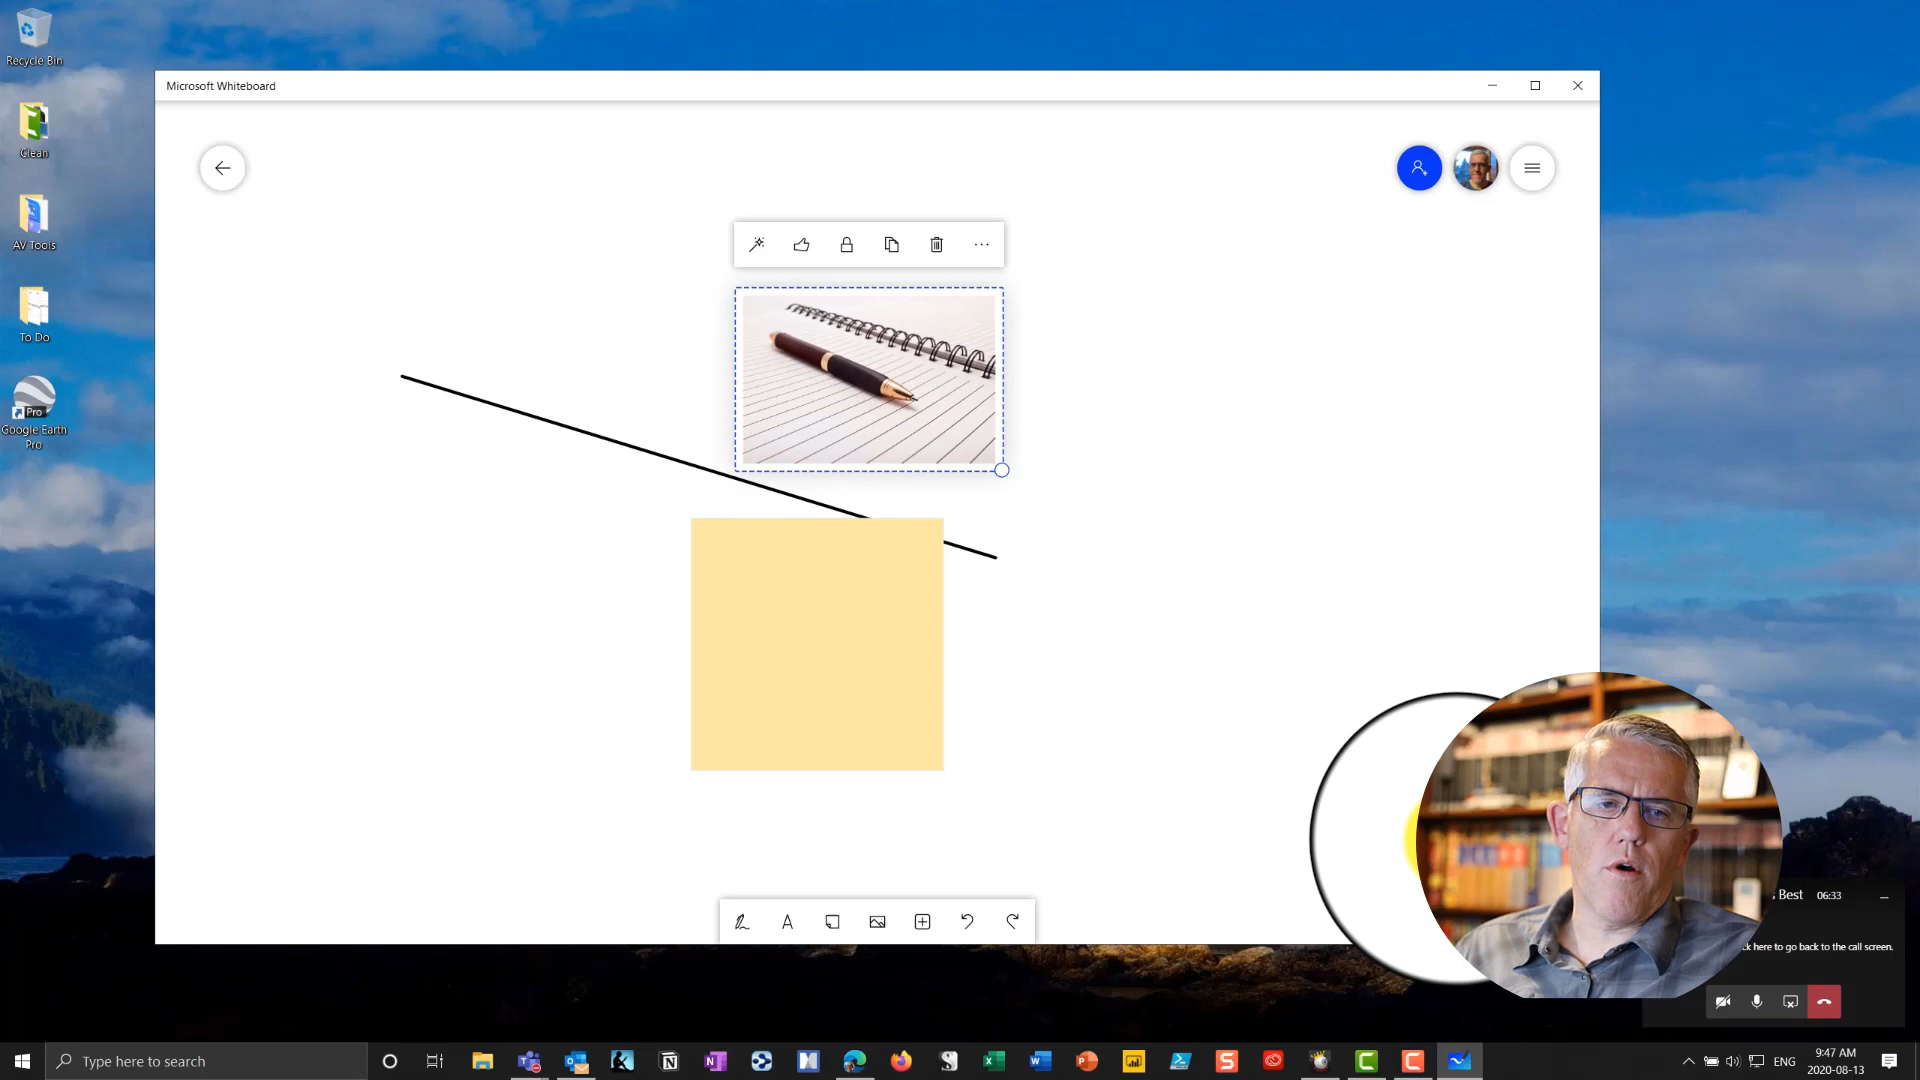 Recycle Bin
Clean
AV Tools
To Do
Pro
Google Earth
Pro
Microsoft Whiteboard
s Best 06:33
ck here to go back to the call screen.
Type here to search
ENG
9:47 AM
2020-08-13